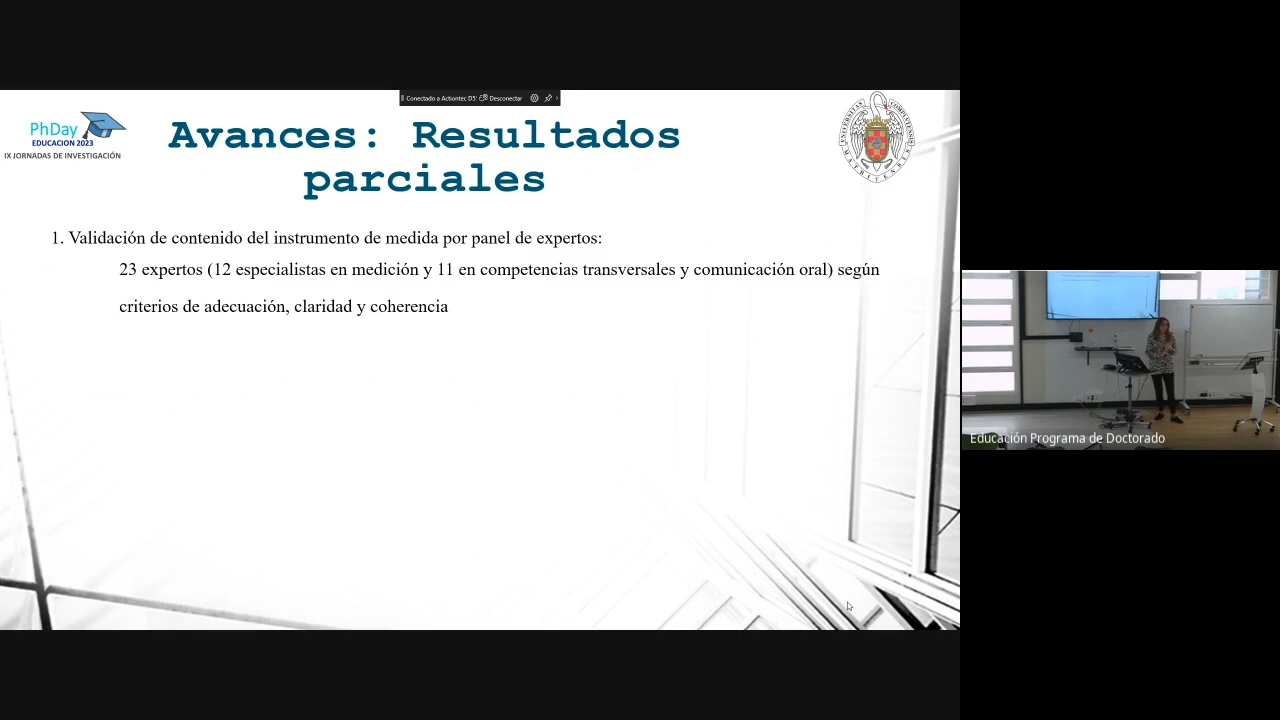 Conectado a Actiontec D5
Desconectar
PhDay
EDUCACION 2023
IX JORNADAS DE INVESTIGACIÓN
Avances: Resultados
parciales
1. Validación de contenido del instrumento de medida por panel de expertos:
23 expertos (12 especialistas en medición y 11 en competencias transversales y comunicación oral) según
criterios de adecuación, claridad y coherencia
Educación Programa de Doctorado